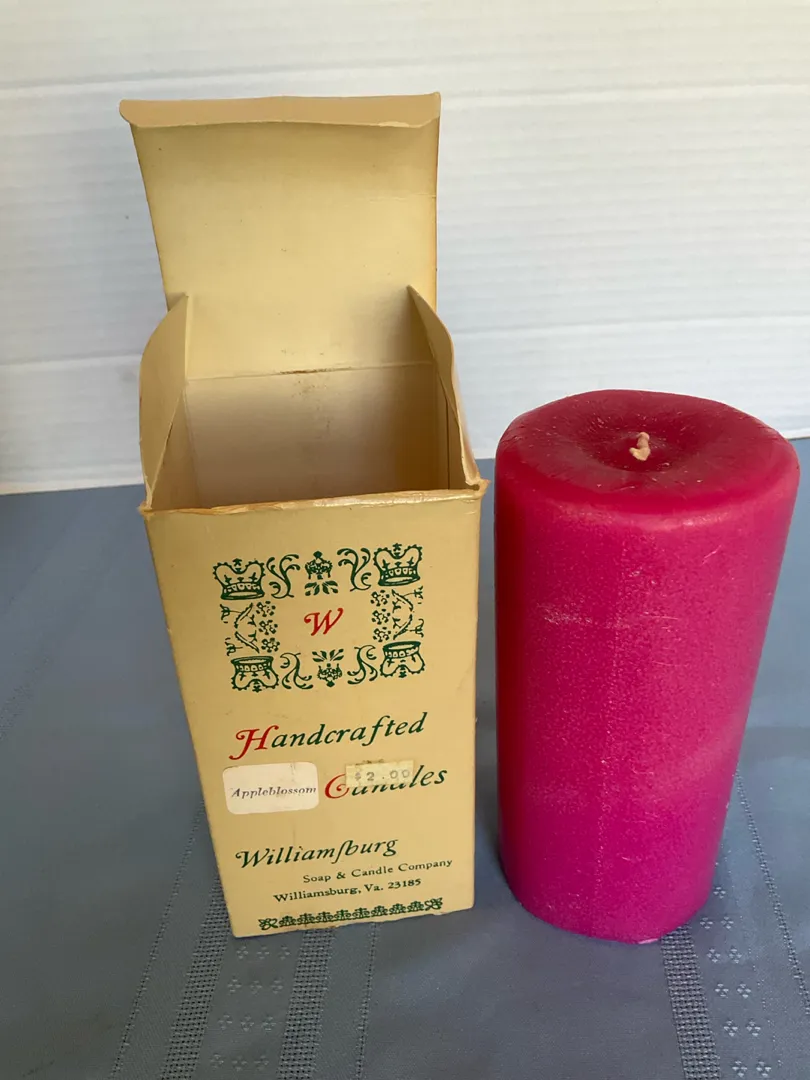 W
Handcrafted
Appleblossom
$2.00
Candles
Williamſburg
Soap & Candle Company
Williamsburg, Va. 23185